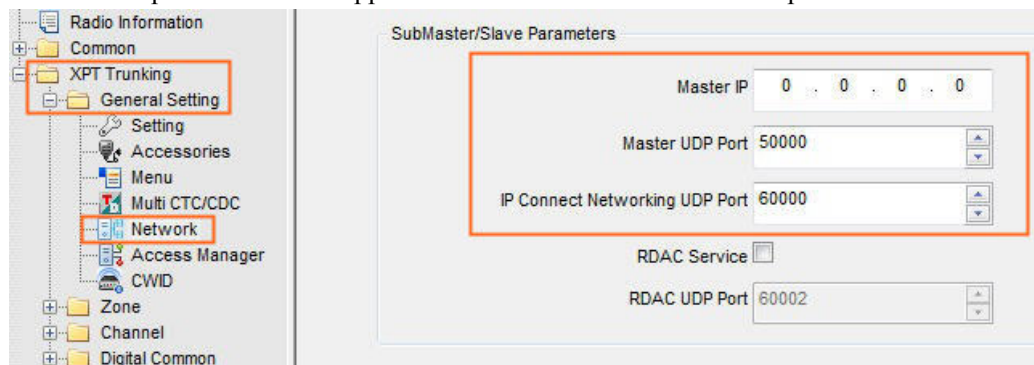 Radio Information
Common
XPT Trunking
General Setting
Setting
Accessories
Menu
Multi CTC/CDC
Network
Access Manager
CWID
Zone
Channel
Digital Common
SubMaster/Slave Parameters
Master IP 0 . 0 . 0 . 0
Master UDP Port 50000
IP Connect Networking UDP Port 60000
RDAC Service
RDAC UDP Port 60002